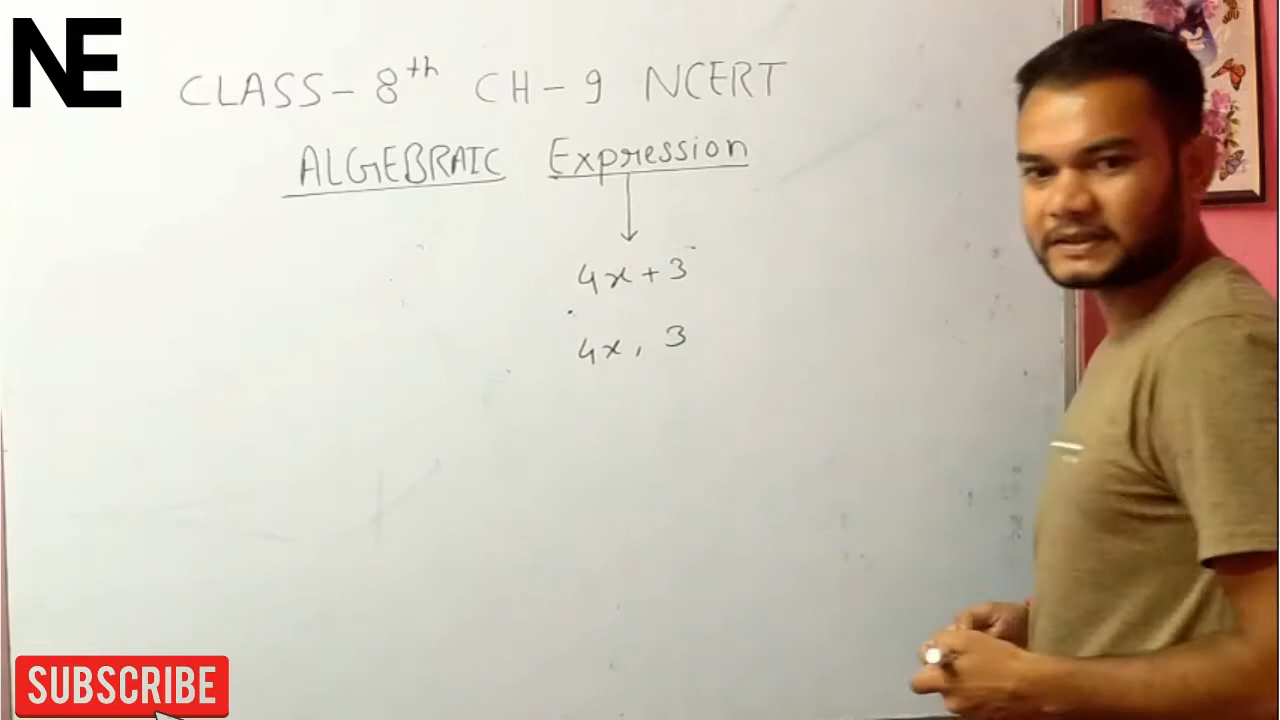 NE
CLASS - 8th CH - 9 NCERT
ALGEBRAIC Expression
4x + 3
4x, 3
SUBSCRIBE